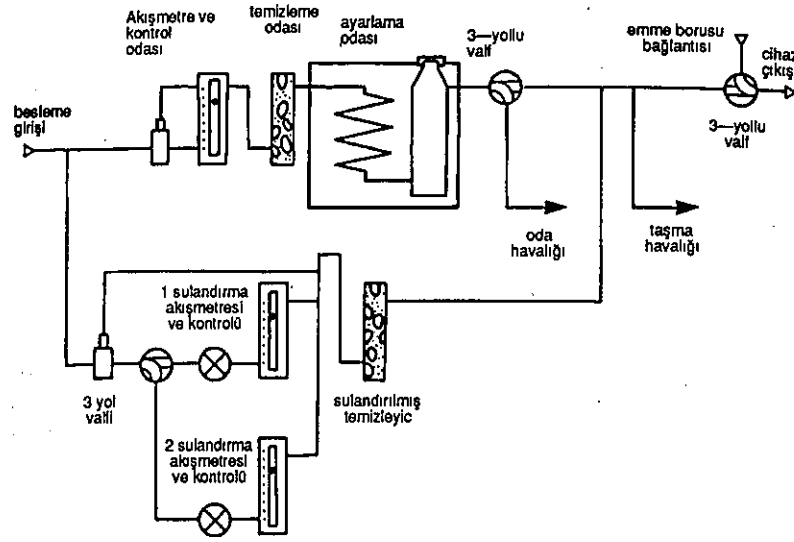 Akışmetre ve
kontrol
odası
temizleme
odası
ayarlama
odası
3—yollu
valf
emme borusu
bağlantısı
cihaz
çıkış
3—yollu
valf
besleme
girişi
oda
havalığı
taşma
havalığı
1 sulandırma
akışmetresi
ve kontrolü
3 yol
valfi
sulandırılmış
temizleyic
2 sulandırma
akışmetresi
ve kontrolü